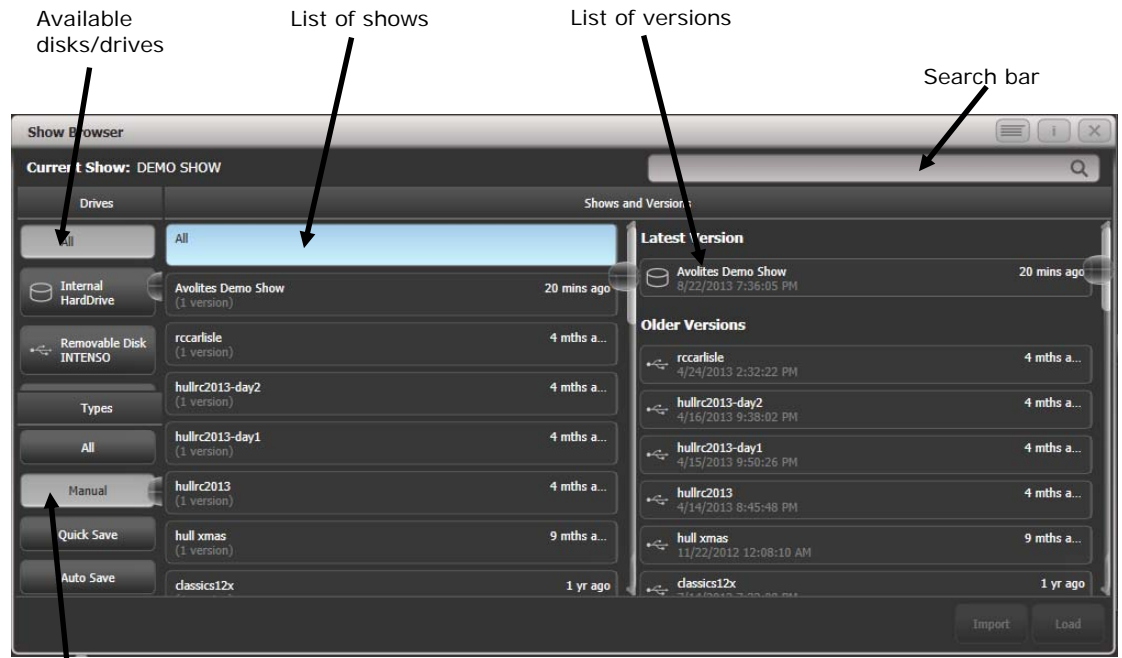 Available
disks/drives
List of shows
List of versions
Search bar
Show Browser
i
X
Current Show: DEMO SHOW
Drives
Shows and Versions
All
Internal
HardDrive
Removable Disk
INTENSO
Types
All
Manual
Quick Save
Auto Save
All
Avolites Demo Show 20 mins ago
(1 version)
rccarlisle 4 mths a...
(1 version)
hullrc2013-day2 4 mths a...
(1 version)
hullrc2013-day1 4 mths a...
(1 version)
hullrc2013 4 mths a...
(1 version)
hull xmas 9 mths a...
(1 version)
classics12x 1 yr ago
Latest Version
Avolites Demo Show 20 mins ago
8/22/2013 7:36:05 PM
Older Versions
rccarlisle 4 mths a...
4/24/2013 2:32:22 PM
hullrc2013-day2 4 mths a...
4/16/2013 9:38:02 PM
hullrc2013-day1 4 mths a...
4/15/2013 9:50:26 PM
hullrc2013 4 mths a...
4/14/2013 8:45:48 PM
hull xmas 9 mths a...
11/22/2012 12:08:10 AM
classics12x 1 yr ago
Import
Load